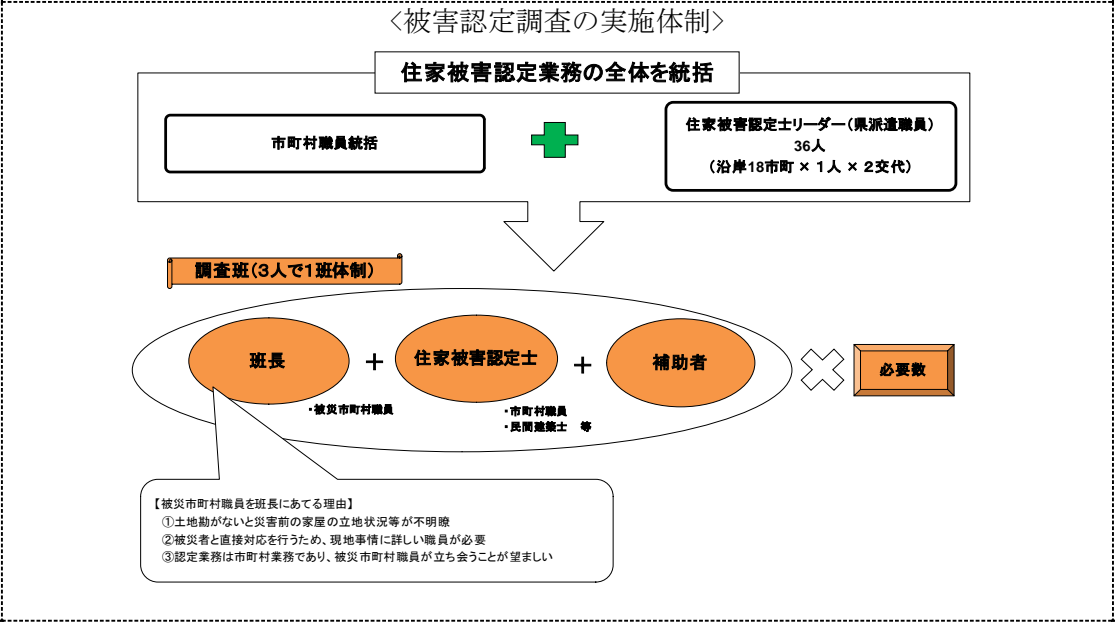 <被害認定調査の実施体制>
住家被害認定業務の全体を統括
市町村職員統括
住家被害認定士リーダー(県派遣職員)
36人
(沿岸18市町 × 1人 × 2交代)
調査班(3人で1班体制)
班長
+
住家被害認定士
+
補助者
必要数
・被災市町村職員
・市町村職員
・民間建築士 等
【被災市町村職員を班長にあてる理由】
①土地勘がないと災害前の家屋の立地状況等が不明瞭
②被災者と直接対応を行うため、現地事情に詳しい職員が必要
③認定業務は市町村業務であり、被災市町村職員が立ち会うことが望ましい